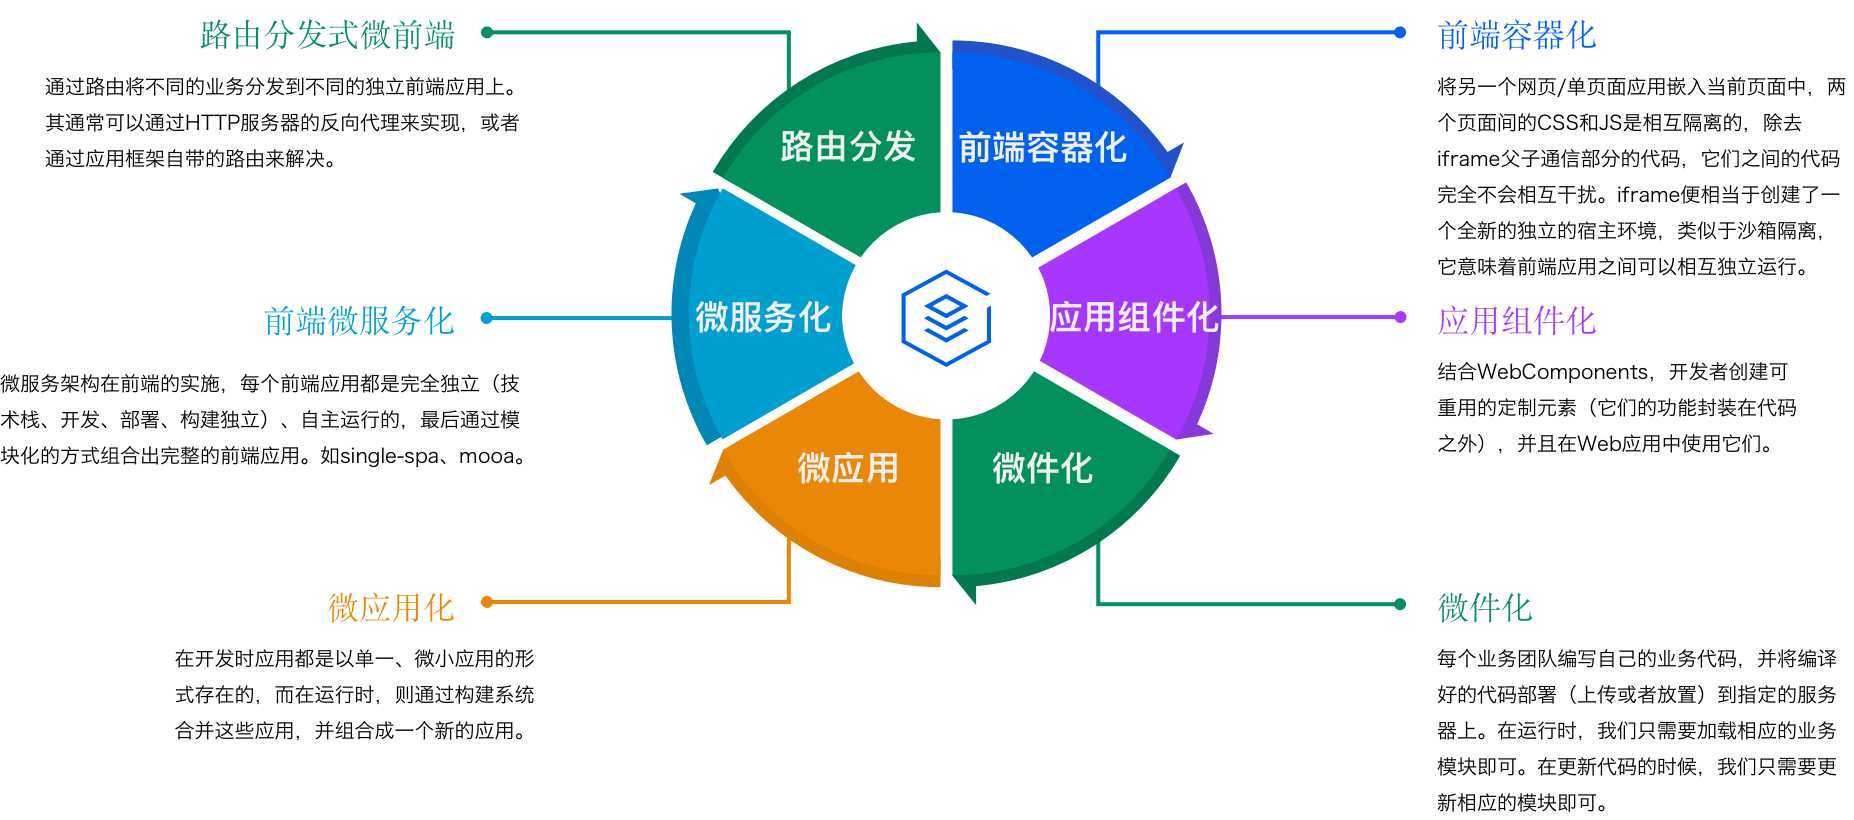 路由分发式微前端
通过路由将不同的业务分发到不同的独立前端应用上。
其通常可以通过HTTP服务器的反向代理来实现，或者
通过应用框架自带的路由来解决。
前端微服务化
微服务架构在前端的实施，每个前端应用都是完全独立（技
术栈、开发、部署、构建独立）、自主运行的，最后通过模
块化的方式组合出完整的前端应用。如single-spa、mooa。
微应用化
在开发时应用都是以单一、微小应用的形
式存在的，而在运行时，则通过构建系统
合并这些应用，并组合成一个新的应用。
路由分发
前端容器化
微服务化
应用组件化
微应用
微件化
前端容器化
将另一个网页/单页面应用嵌入当前页面中，两
个页面间的CSS和JS是相互隔离的，除去
iframe父子通信部分的代码，它们之间的代码
完全不会相互干扰。iframe便相当于创建了一
个全新的独立的宿主环境，类似于沙箱隔离，
它意味着前端应用之间可以相互独立运行。
应用组件化
结合WebComponents，开发者创建可
重用的定制元素（它们的功能封装在代码
之外），并且在Web应用中使用它们。
微件化
每个业务团队编写自己的业务代码，并将编译
好的代码部署（上传或者放置）到指定的服务
器上。在运行时，我们只需要加载相应的业务
模块即可。在更新代码的时候，我们只需要更
新相应的模块即可。